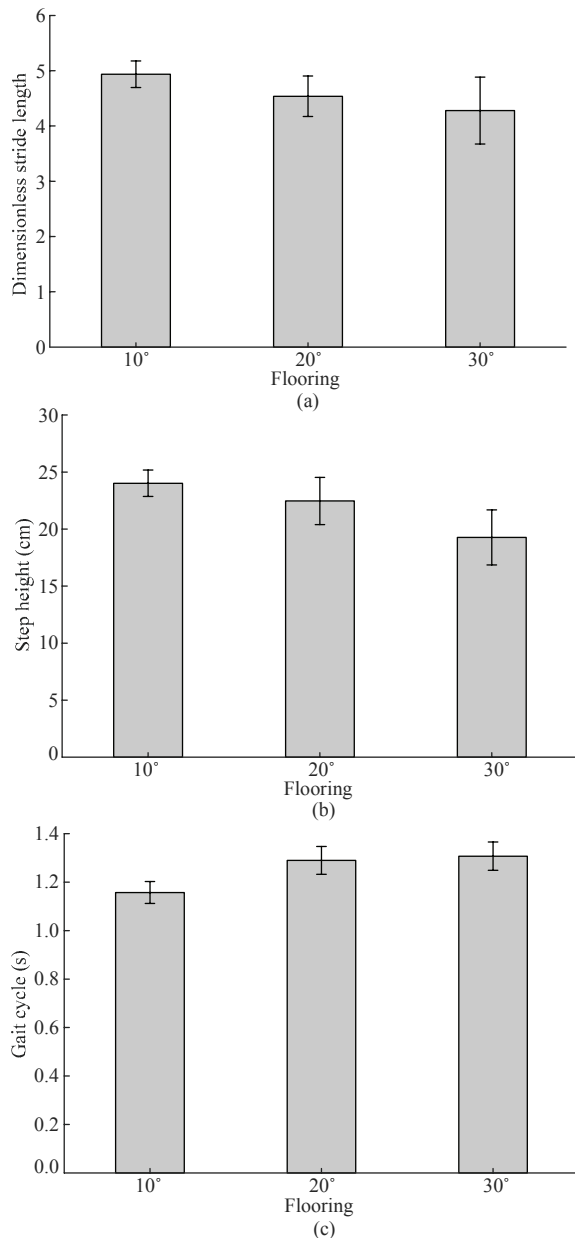 Dimensionless stride length
6
5
4
3
2
1
0
10° 20° 30°
Flooring
(a)
Step height (cm)
30
25
20
15
10
5
0
10° 20° 30°
Flooring
(b)
Gait cycle (s)
1.4
1.2
1.0
0.8
0.6
0.4
0.2
0.0
10° 20° 30°
Flooring
(c)